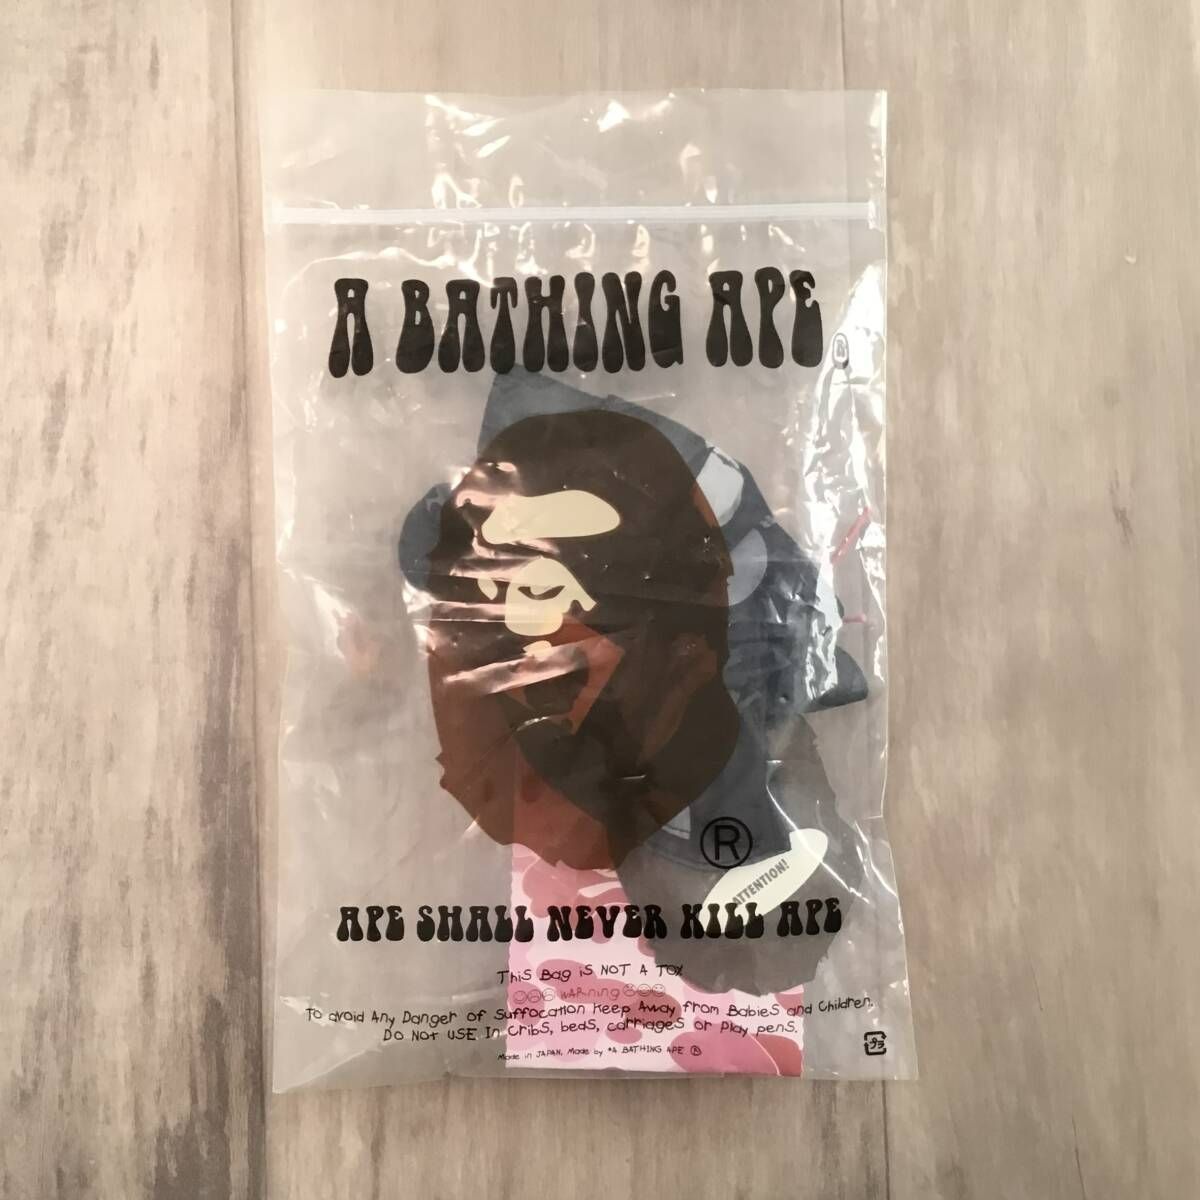 A BATHING APE
®
®
ATTENTION!
APE SHALL NEVER KILL APE
This Bag is NOT A TOY
WARning
To avoid Any Danger of Suffocation Keep Away from Babies and Children.
Do Not USE In Cribs, beds, carriages or Play pens.
Made in JAPAN. Made by *A BATHING APE ®
プラ